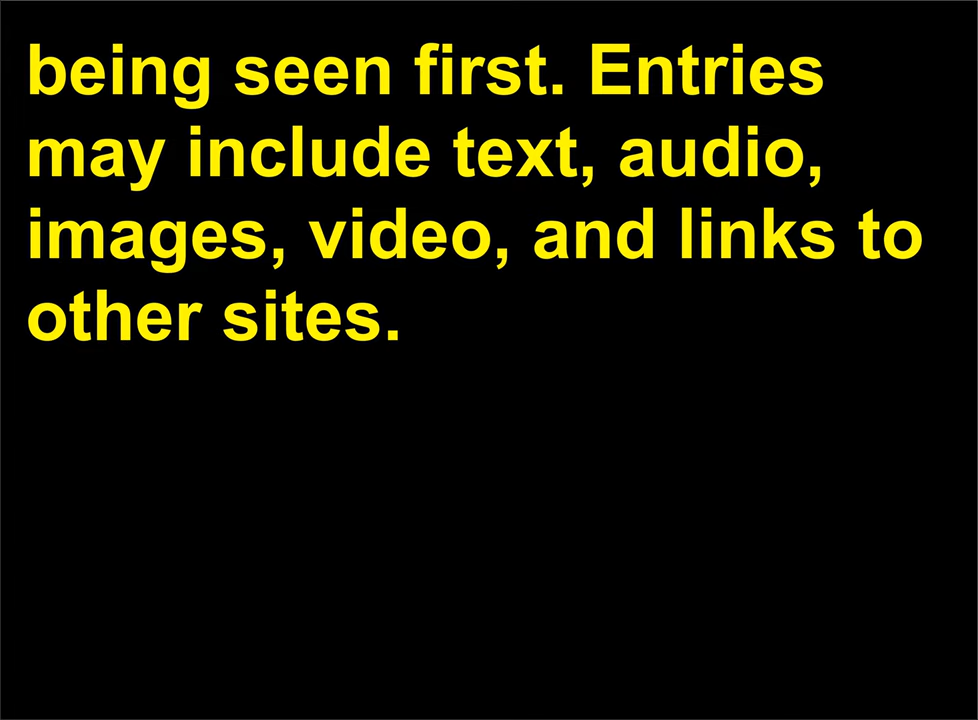 being seen first. Entries
may include text, audio,
images, video, and links to
other sites.